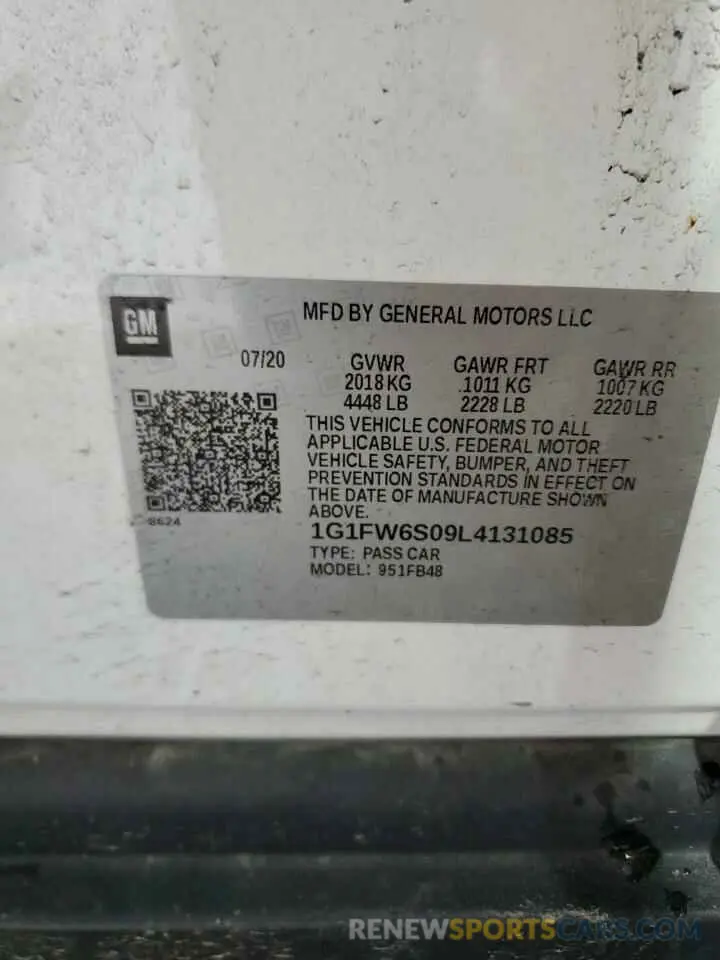 GM
MFD BY GENERAL MOTORS LLC
07/20
GVWR GAWR FRT GAWR RR
2018 KG 1011 KG 1007 KG
4448 LB 2228 LB 2220 LB
THIS VEHICLE CONFORMS TO ALL
APPLICABLE U.S. FEDERAL MOTOR
VEHICLE SAFETY, BUMPER, AND THEFT
PREVENTION STANDARDS IN EFFECT ON
THE DATE OF MANUFACTURE SHOWN
ABOVE.
8624
1G1FW6S09L4131085
TYPE: PASS CAR
MODEL: 951FB48
RENEWSPORTSCARS.COM